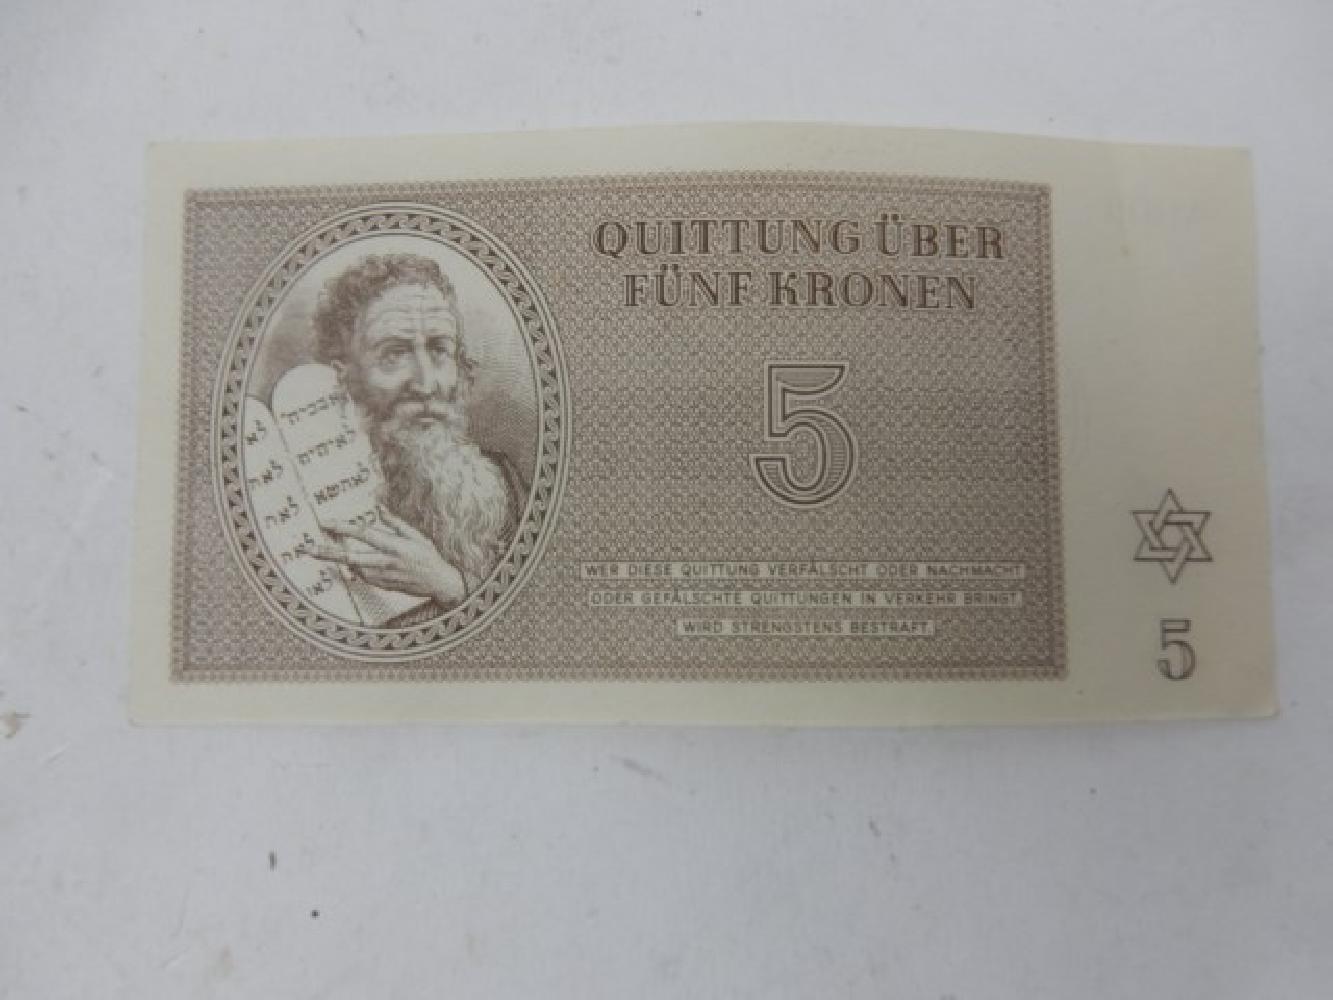 QUITTUNG ÜBER
FÜNF KRONEN
5
WER DIESE QUITTUNG VERFÄLSCHT ODER NACHMACHT
ODER GEFÄLSCHTE QUITTUNGEN IN VERKEHR BRINGT,
WIRD STRENGSTENS BESTRAFT.
5